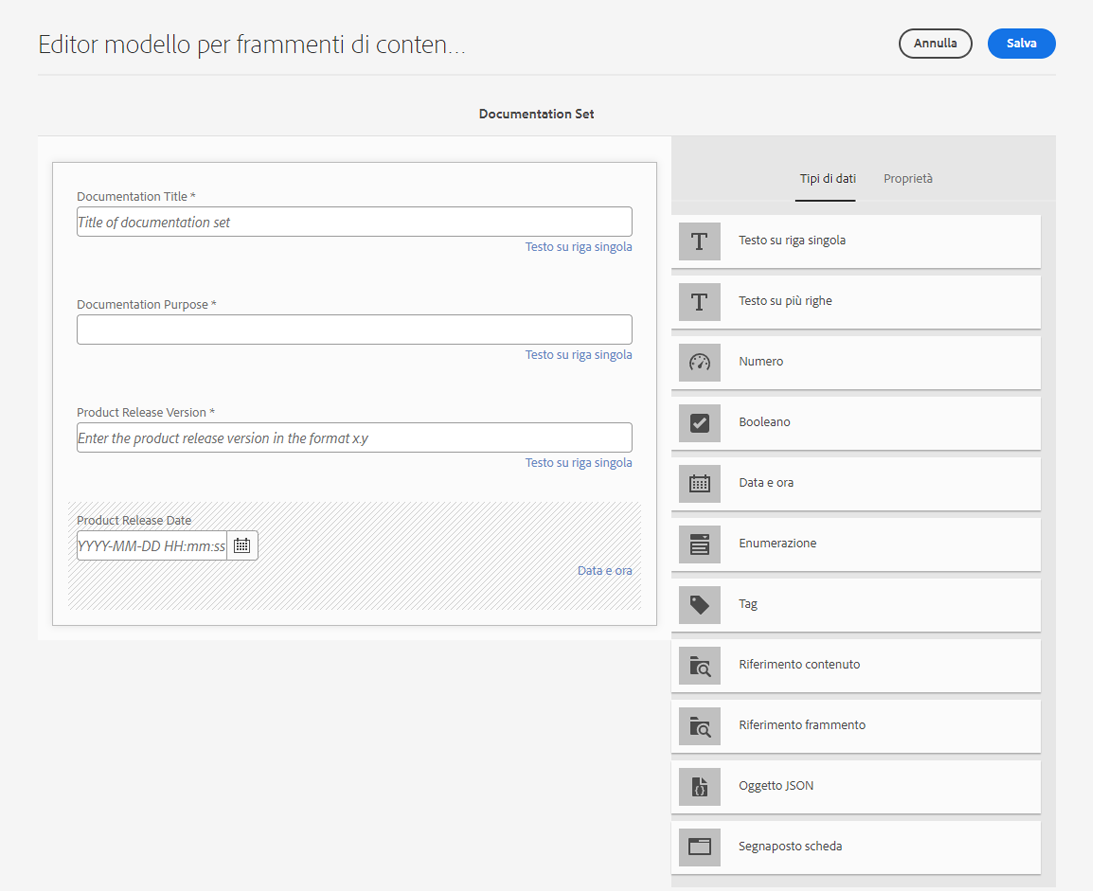 Editor modello per frammenti di conten...
Annulla
Salva
Documentation Set
Documentation Title *
Title of documentation set
Testo su riga singola
Documentation Purpose *
Testo su riga singola
Product Release Version *
Enter the product release version in the format x.y
Testo su riga singola
Product Release Date
YYYY-MM-DD HH:mm:ss
Data e ora
Tipi di dati
Proprietà
Testo su riga singola
Testo su più righe
Numero
Booleano
Data e ora
Enumerazione
Tag
Riferimento contenuto
Riferimento frammento
Oggetto JSON
Segnaposto scheda